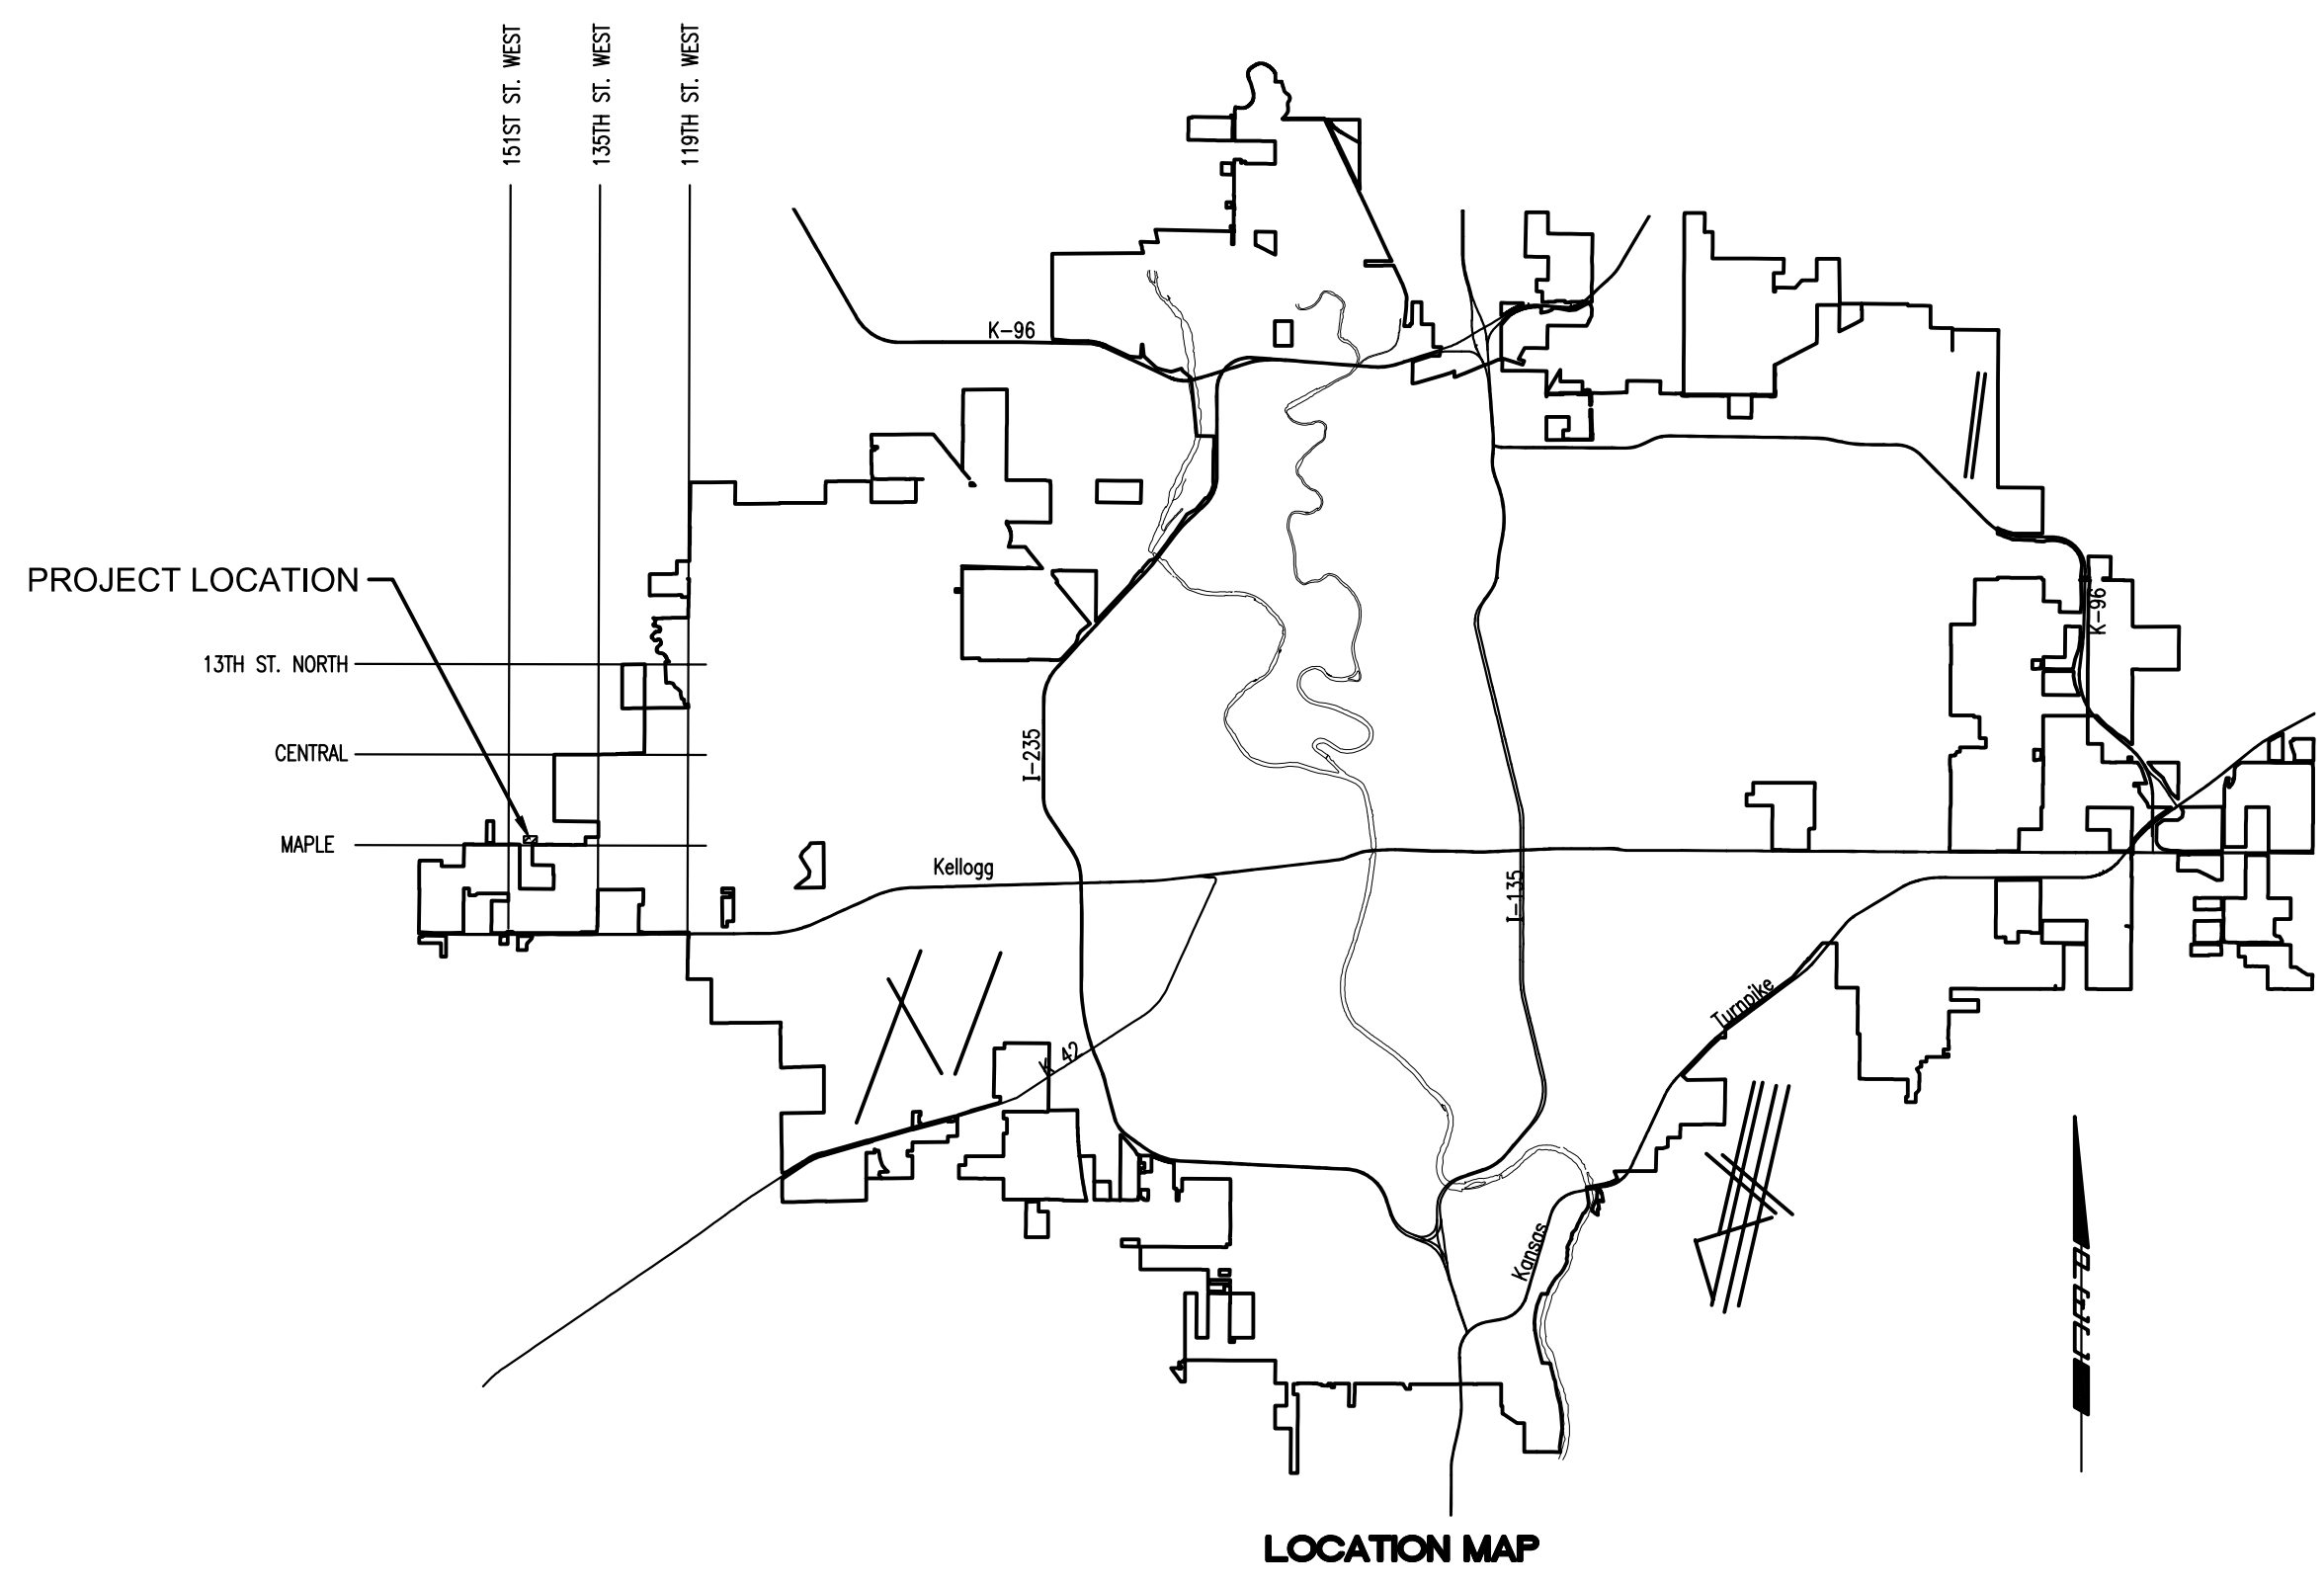 151ST ST. WEST
135TH ST. WEST
119TH ST. WEST
K-96
PROJECT LOCATION
K-96
13TH ST. NORTH
CENTRAL
I-235
MAPLE
Kellogg
I-135
Turnpike
K 42
Kansas
LOCATION MAP